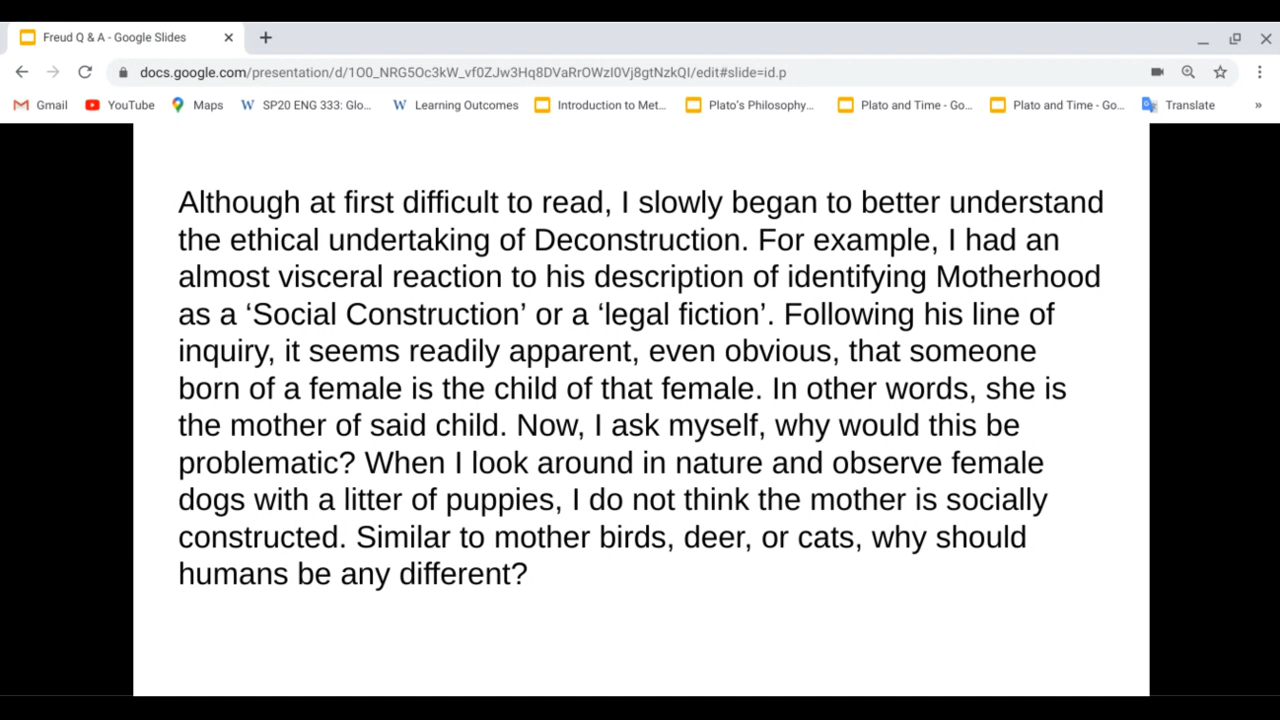 Freud Q & A - Google Slides
docs.google.com/presentation/d/1O0_NRG5Oc3kW_vf0ZJw3Hq8DVaRrOWzI0Vj8gtNzkQI/edit#slide=id.p
Gmail YouTube Maps SP20 ENG 333: Glo... Learning Outcomes Introduction to Met... Plato's Philosophy... Plato and Time - Go... Plato and Time - Go... Translate »
Although at first difficult to read, I slowly began to better understand
the ethical undertaking of Deconstruction. For example, I had an
almost visceral reaction to his description of identifying Motherhood
as a ‘Social Construction’ or a ‘legal fiction’. Following his line of
inquiry, it seems readily apparent, even obvious, that someone
born of a female is the child of that female. In other words, she is
the mother of said child. Now, I ask myself, why would this be
problematic? When I look around in nature and observe female
dogs with a litter of puppies, I do not think the mother is socially
constructed. Similar to mother birds, deer, or cats, why should
humans be any different?